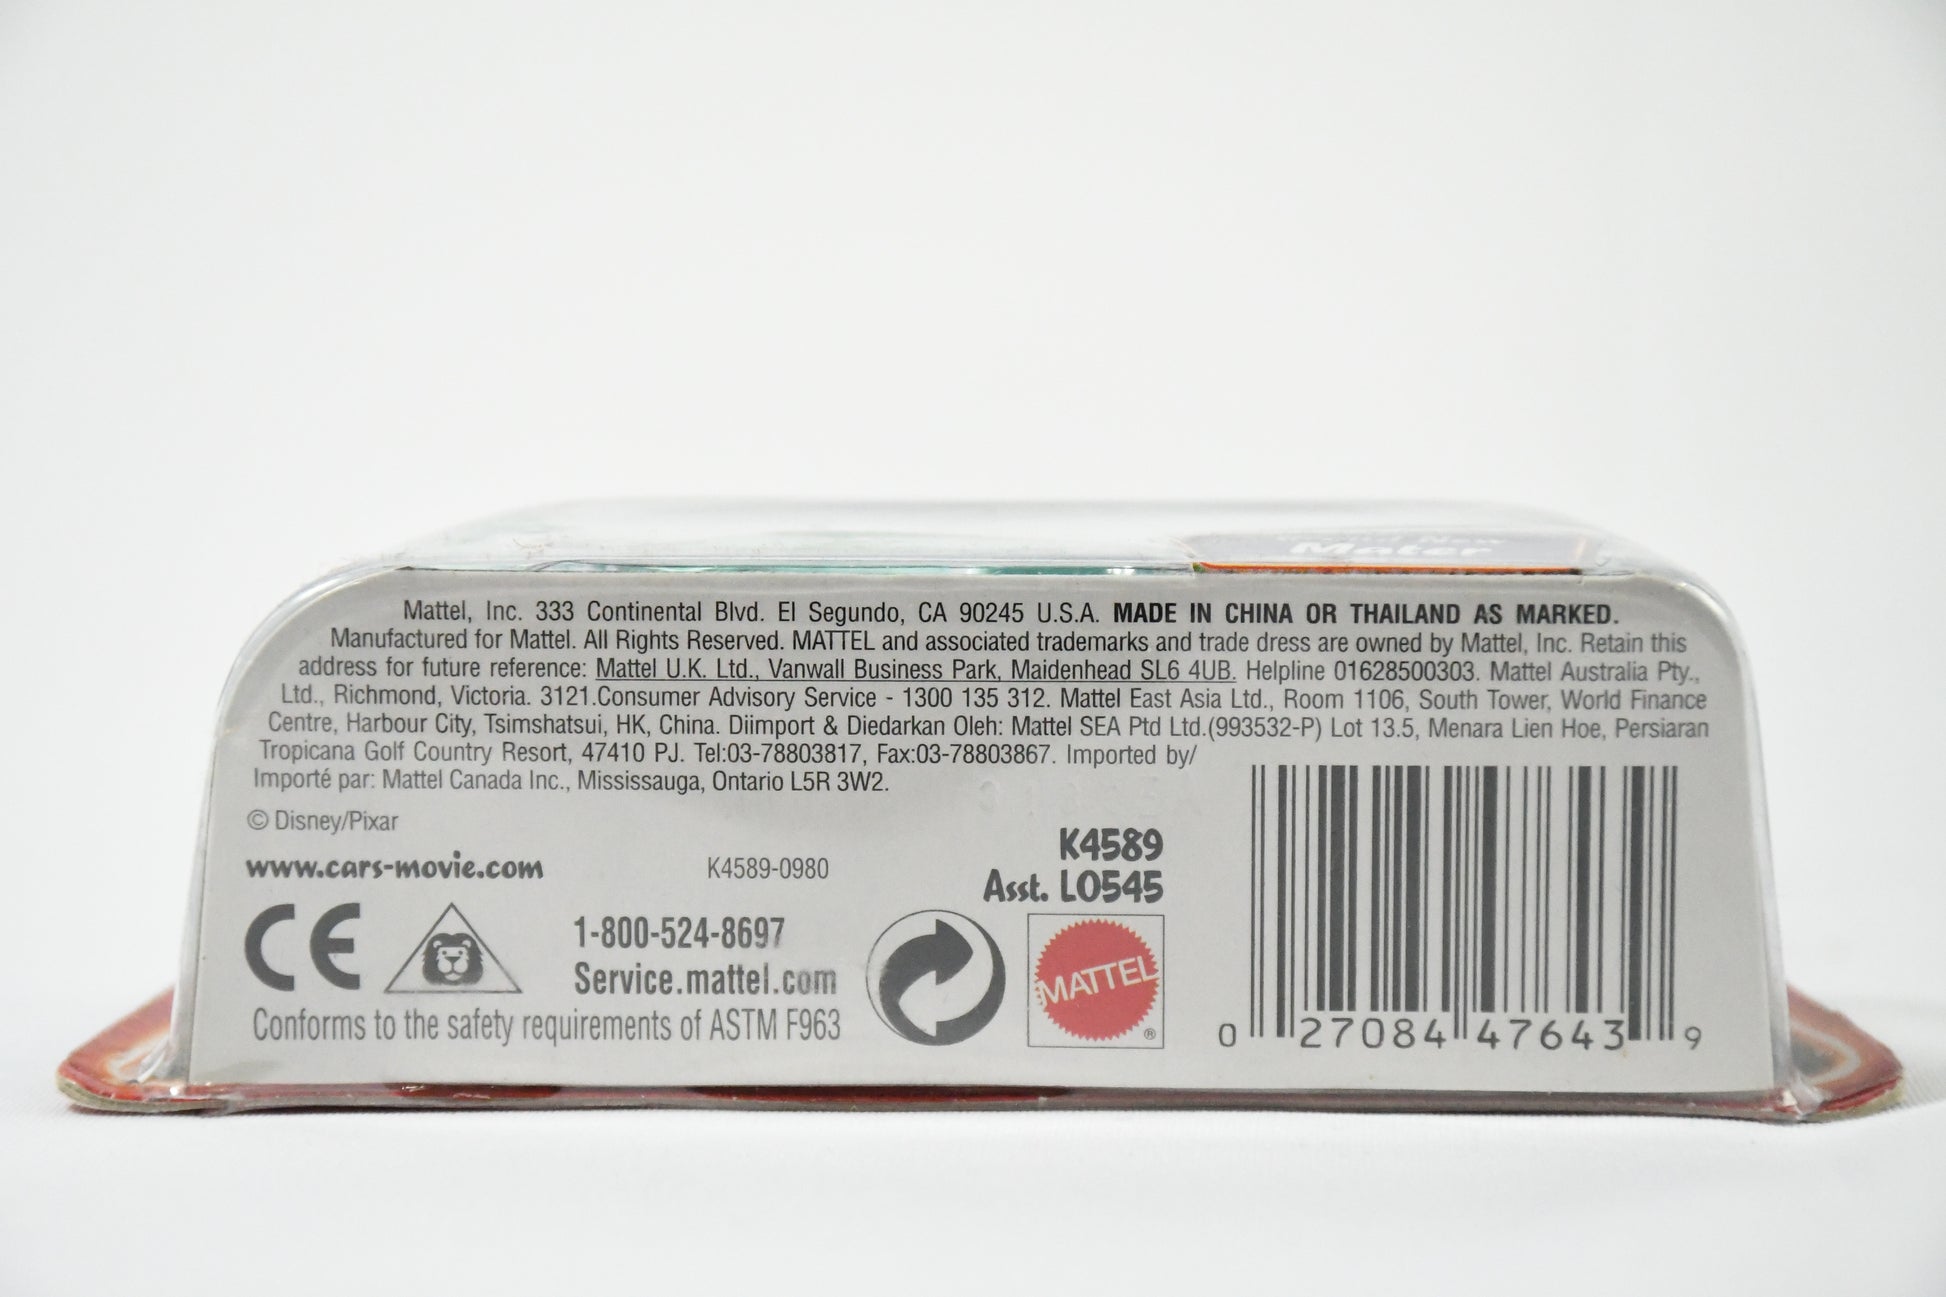 Brand New
Mater
Mattel, Inc. 333 Continental Blvd. El Segundo, CA 90245 U.S.A. MADE IN CHINA OR THAILAND AS MARKED.
Manufactured for Mattel. All Rights Reserved. MATTEL and associated trademarks and trade dress are owned by Mattel, Inc. Retain this
address for future reference: Mattel U.K. Ltd., Vanwall Business Park, Maidenhead SL6 4UB. Helpline 01628500303. Mattel Australia Pty.,
Ltd., Richmond, Victoria. 3121.Consumer Advisory Service - 1300 135 312. Mattel East Asia Ltd., Room 1106, South Tower, World Finance
Centre, Harbour City, Tsimshatsui, HK, China. Diimport & Diedarkan Oleh: Mattel SEA Ptd Ltd.(993532-P) Lot 13.5, Menara Lien Hoe, Persiaran
Tropicana Golf Country Resort, 47410 PJ. Tel:03-78803817, Fax:03-78803867. Imported by/
Importé par: Mattel Canada Inc., Mississauga, Ontario L5R 3W2.
© Disney/Pixar
www.cars-movie.com
K4589-0980
K4589
Asst. L0545
CE
1-800-524-8697
Service.mattel.com
Conforms to the safety requirements of ASTM F963
MATTEL
®
0 27084 47643 9